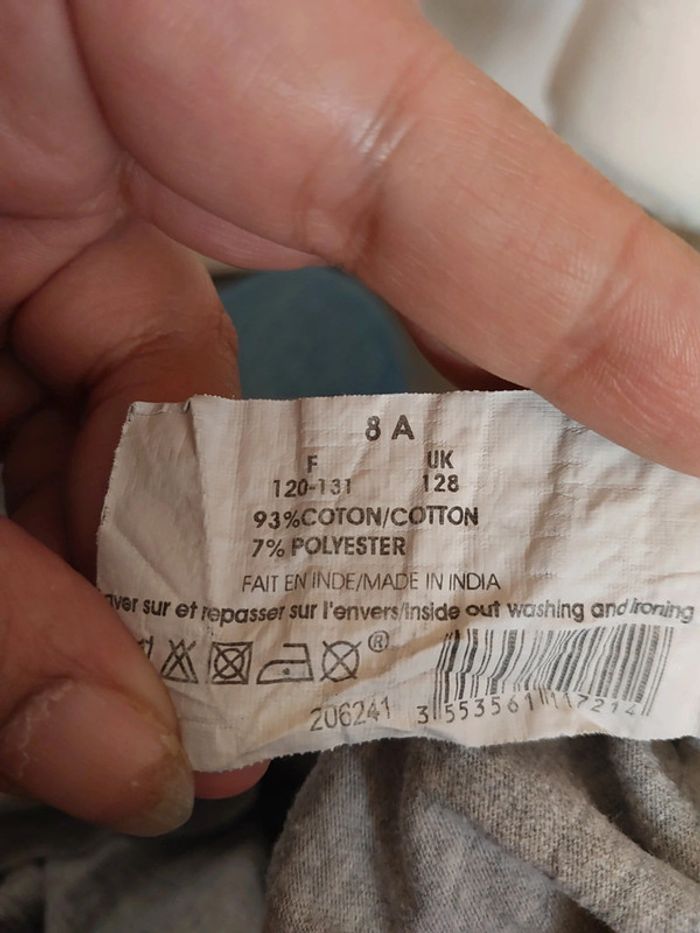 8 A
F UK
120-131 128
93%COTON/COTTON
7% POLYESTER
FAIT EN INDE/MADE IN INDIA
sur et repasser sur l'envers/inside out washing and ironing
®
206241 3 553561 117214